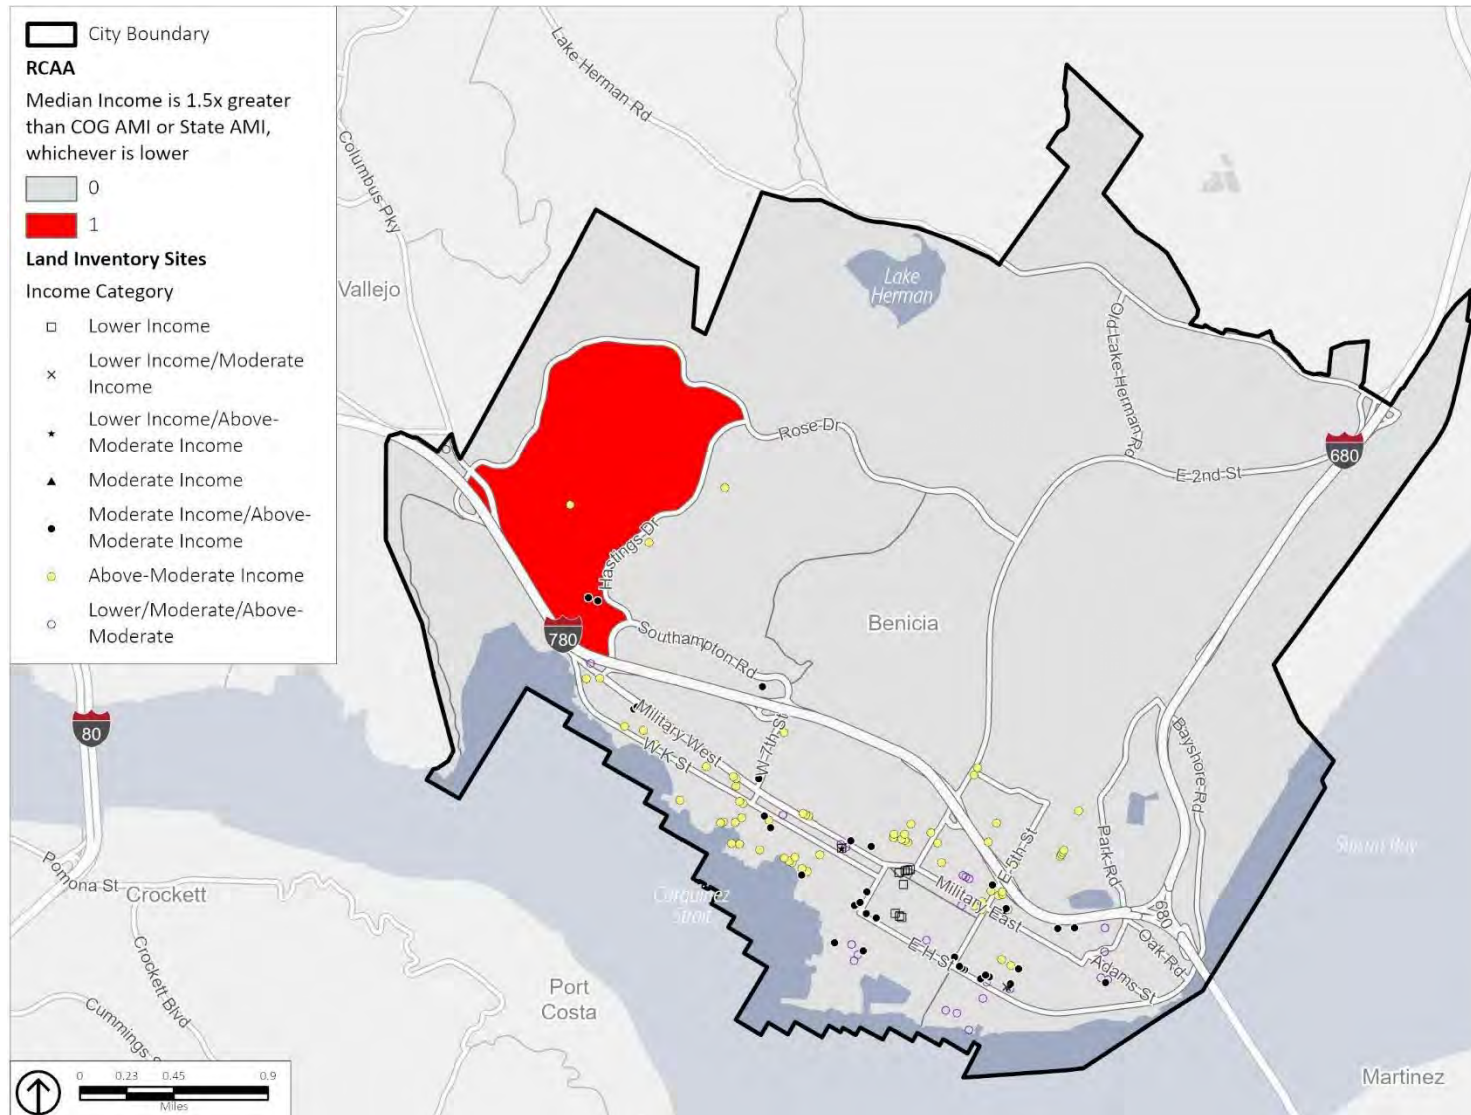 City Boundary
RCAA
Median Income is 1.5x greater
than COG AMI or State AMI,
whichever is lower
0
1
Land Inventory Sites
Income Category
Lower Income
Lower Income/Moderate
Income
Lower Income/Above-
Moderate Income
Moderate Income
Moderate Income/Above-
Moderate Income
Above-Moderate Income
Lower/Moderate/Above-
Moderate
Lake Herman Rd
Columbus Pky
Vallejo
Lake
Herman
Old Lake Herman Rd
Rose Dr
E 2nd St
680
Hastings Dr
Benicia
780
Southampton Rd
80
Military West
W K St
W 7th St
Bayshore Rd
E 5th St
Park Rd
Suisun Bay
Pomona St
Crockett
Carquinez
Strait
Military East
680
Oak Rd
E H St
Adams St
Crockett Blvd
Port
Costa
Cummings
Martinez
0 0.23 0.45 0.9
Miles